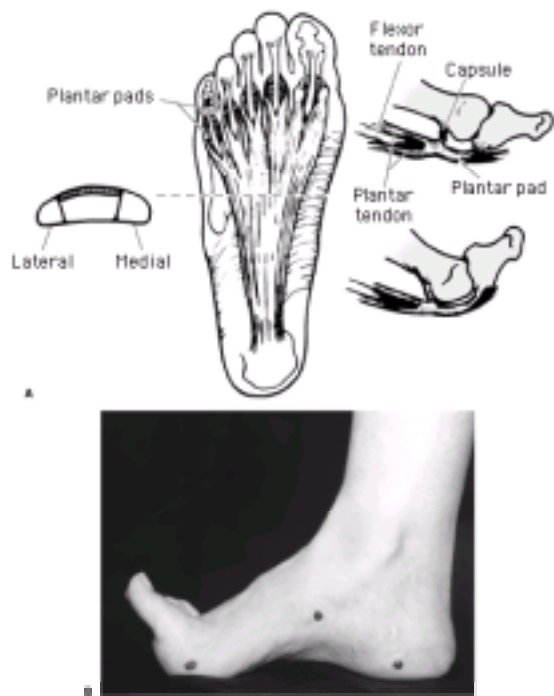 Flexor
tendon
Capsule
Plantar pads
Plantar
tendon
Plantar pad
Lateral
Medial
A
B